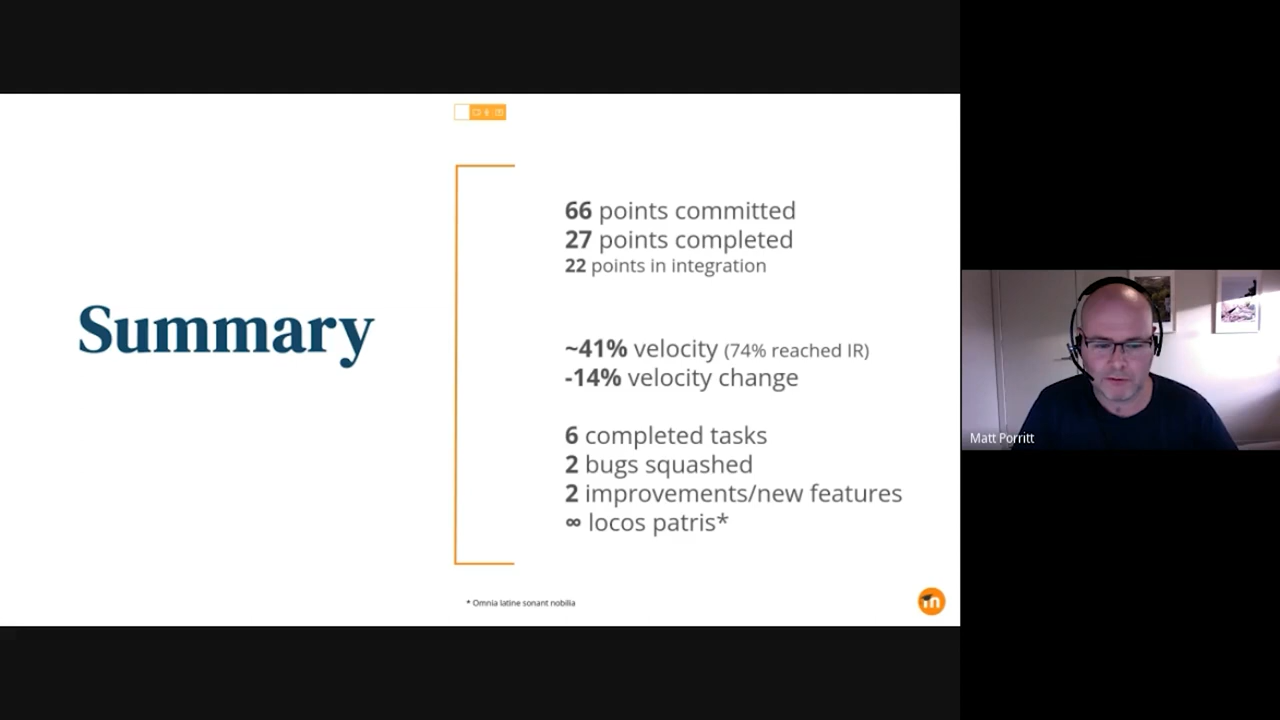 Summary
66 points committed
27 points completed
22 points in integration
~41% velocity (74% reached IR)
-14% velocity change
6 completed tasks
2 bugs squashed
2 improvements/new features
∞ locos patris*
* Omnia latine sonant nobilia
m
Matt Porritt